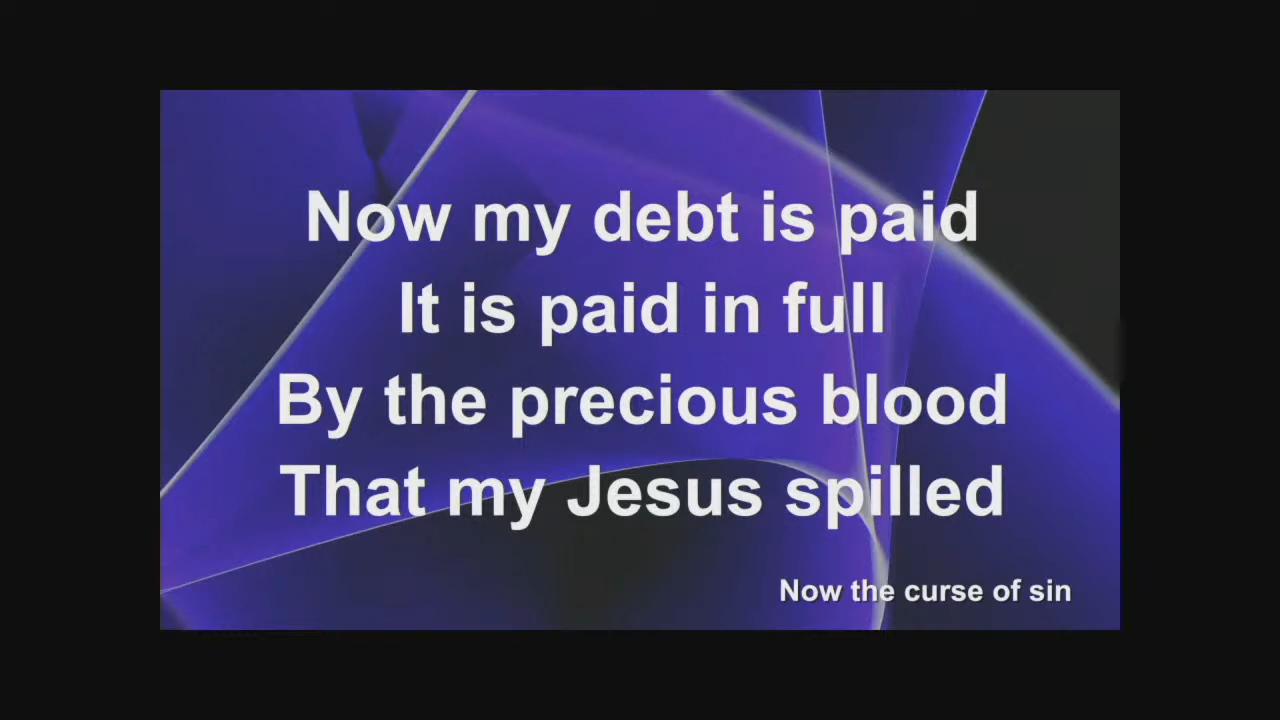 Now my debt is paid
It is paid in full
By the precious blood
That my Jesus spilled
Now the curse of sin